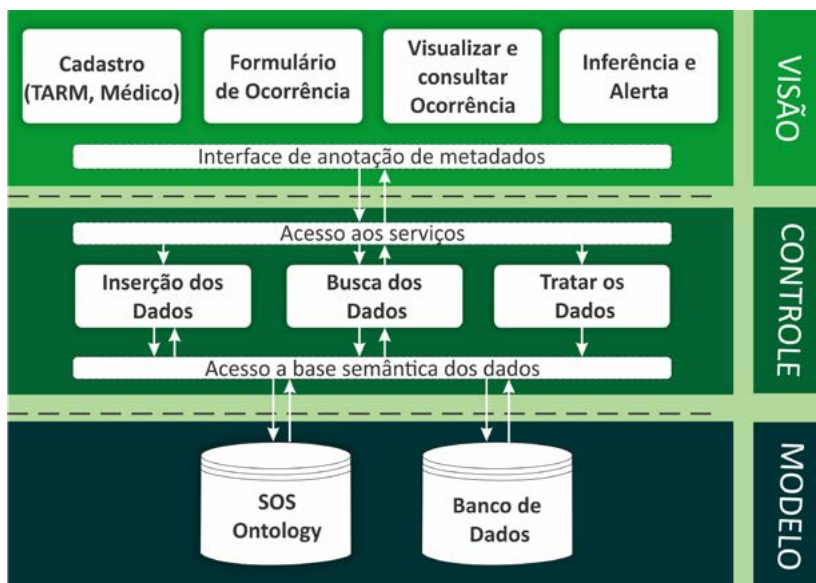 Cadastro
(TARM, Médico)
Formulário
de Ocorrência
Visualizar e
consultar
Ocorrência
Inferência e
Alerta
VISÃO
Interface de anotação de metadados
Acesso aos serviços
Inserção dos
Dados
Busca dos
Dados
Tratar os
Dados
CONTROLE
Acesso a base semântica dos dados
SOS
Ontology
Banco de
Dados
MODELO